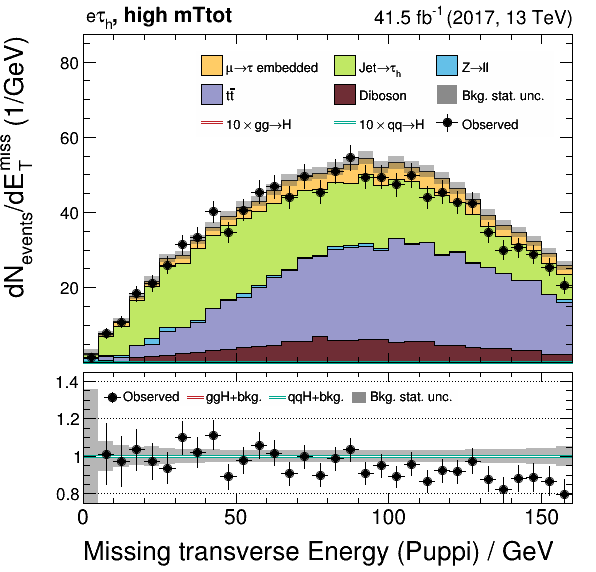 eτh, high mTtot 41.5 fb-1 (2017, 13 TeV)
μ→τ embedded Jet→τh Z→ll
tt̄ Diboson Bkg. stat. unc.
10 × gg→H 10 × qq→H Observed
dNevents/dETmiss (1/GeV)
80
60
40
20
Observed ggH+bkg. qqH+bkg. Bkg. stat. unc.
1.4
1.2
1
0.8
0 50 100 150
Missing transverse Energy (Puppi) / GeV